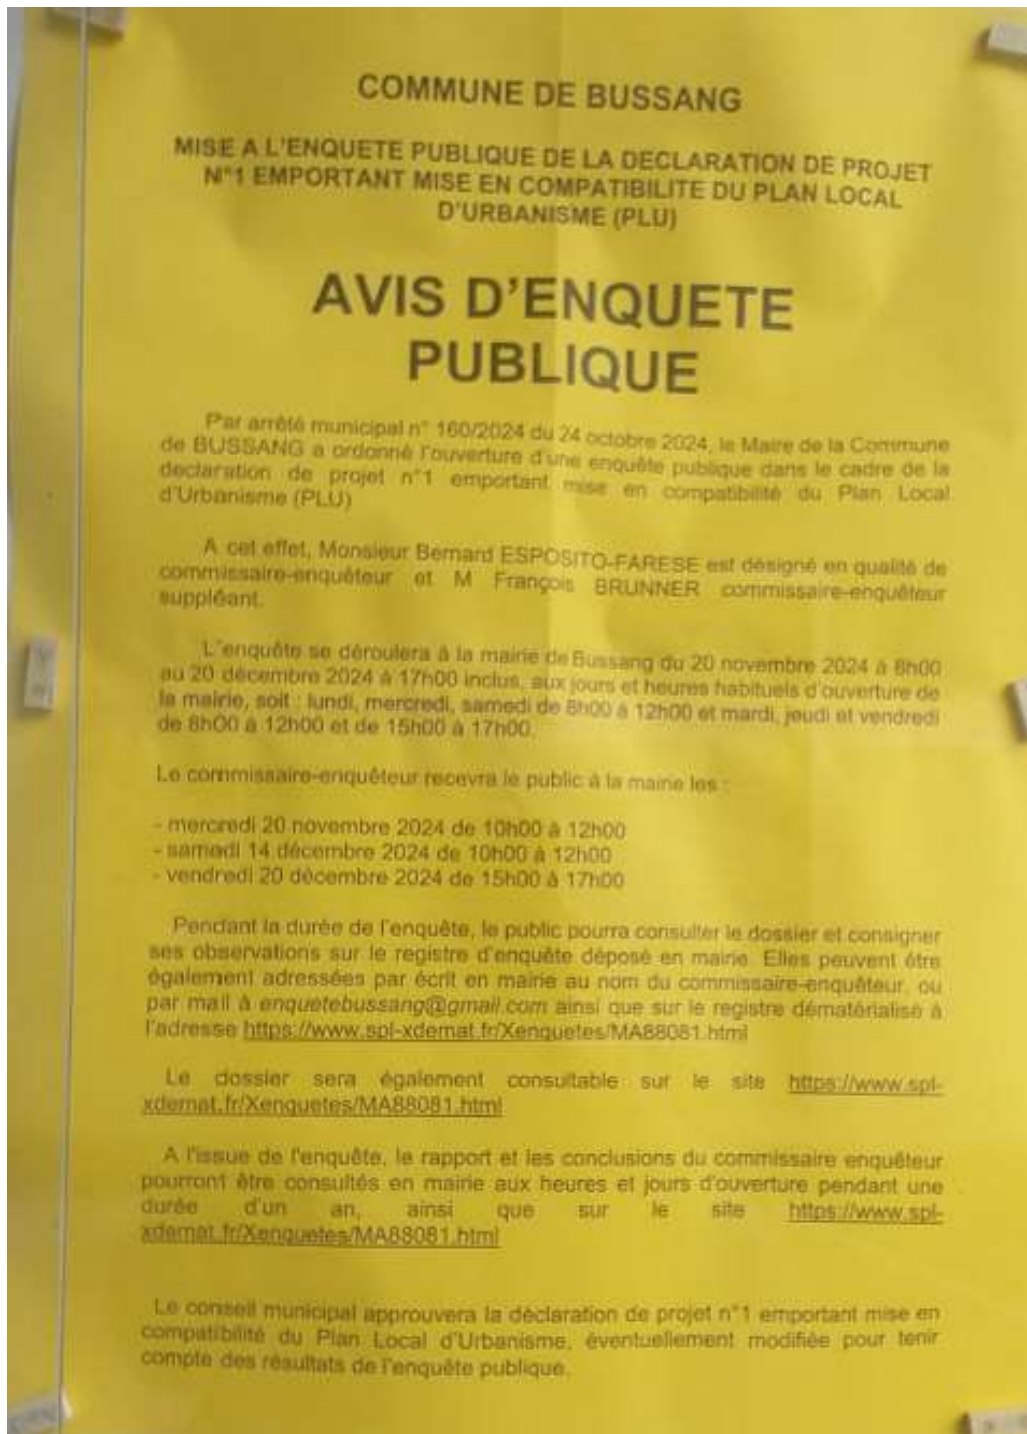 COMMUNE DE BUSSANG
MISE A L'ENQUETE PUBLIQUE DE LA DECLARATION DE PROJET
N°1 EMPORTANT MISE EN COMPATIBILITE DU PLAN LOCAL
D'URBANISME (PLU)
AVIS D'ENQUETE
PUBLIQUE
Par arrêté municipal n° 160/2024 du 24 octobre 2024, le Maire de la Commune
de BUSSANG a ordonné l'ouverture d'une enquête publique dans le cadre de la
déclaration de projet n°1 emportant mise en compatibilité du Plan Local
d'Urbanisme (PLU)
A cet effet, Monsieur Bernard ESPOSITO-FARESE est désigné en qualité de
commissaire-enquêteur et M François BRUNNER commissaire-enquêteur
suppléant.
L'enquête se déroulera à la mairie de Bussang du 20 novembre 2024 à 8h00
au 20 décembre 2024 à 17h00 inclus, aux jours et heures habituels d'ouverture de
la mairie, soit : lundi, mercredi, samedi de 8h00 à 12h00 et mardi, jeudi et vendredi
de 8h00 à 12h00 et de 15h00 à 17h00.
Le commissaire-enquêteur recevra le public à la mairie les :
- mercredi 20 novembre 2024 de 10h00 à 12h00
- samedi 14 décembre 2024 de 10h00 à 12h00
- vendredi 20 décembre 2024 de 15h00 à 17h00
Pendant la durée de l'enquête, le public pourra consulter le dossier et consigner
ses observations sur le registre d'enquête déposé en mairie. Elles peuvent être
également adressées par écrit en mairie au nom du commissaire-enquêteur, ou
par mail à enquetebussang@gmail.com ainsi que sur le registre dématérialisé à
l'adresse https://www.spl-xdemat.fr/Xenquetes/MA88081.html
Le dossier sera également consultable sur le site https://www.spl-
xdemat.fr/Xenquetes/MA88081.html
A l'issue de l'enquête, le rapport et les conclusions du commissaire enquêteur
pourront être consultés en mairie aux heures et jours d'ouverture pendant une
durée d'un an, ainsi que sur le site https://www.spl-
xdemat.fr/Xenquetes/MA88081.html
Le conseil municipal approuvera la déclaration de projet n°1 emportant mise en
compatibilité du Plan Local d'Urbanisme, éventuellement modifiée pour tenir
compte des résultats de l'enquête publique.